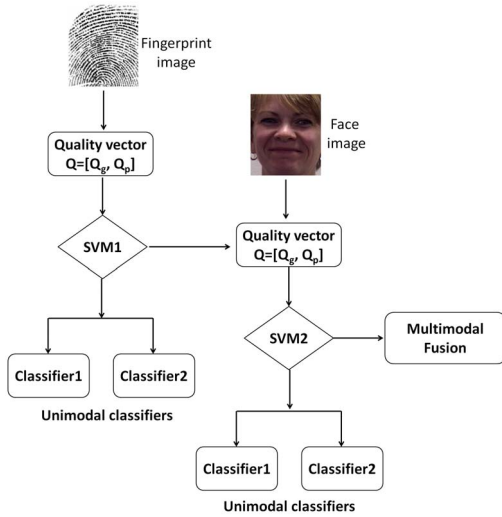 Fingerprint
image
Quality vector
Q=[Qg, Qp]
Face
image
SVM1
Quality vector
Q=[Qg, Qp]
SVM2
Multimodal
Fusion
Classifier1
Classifier2
Unimodal classifiers
Classifier1
Classifier2
Unimodal classifiers